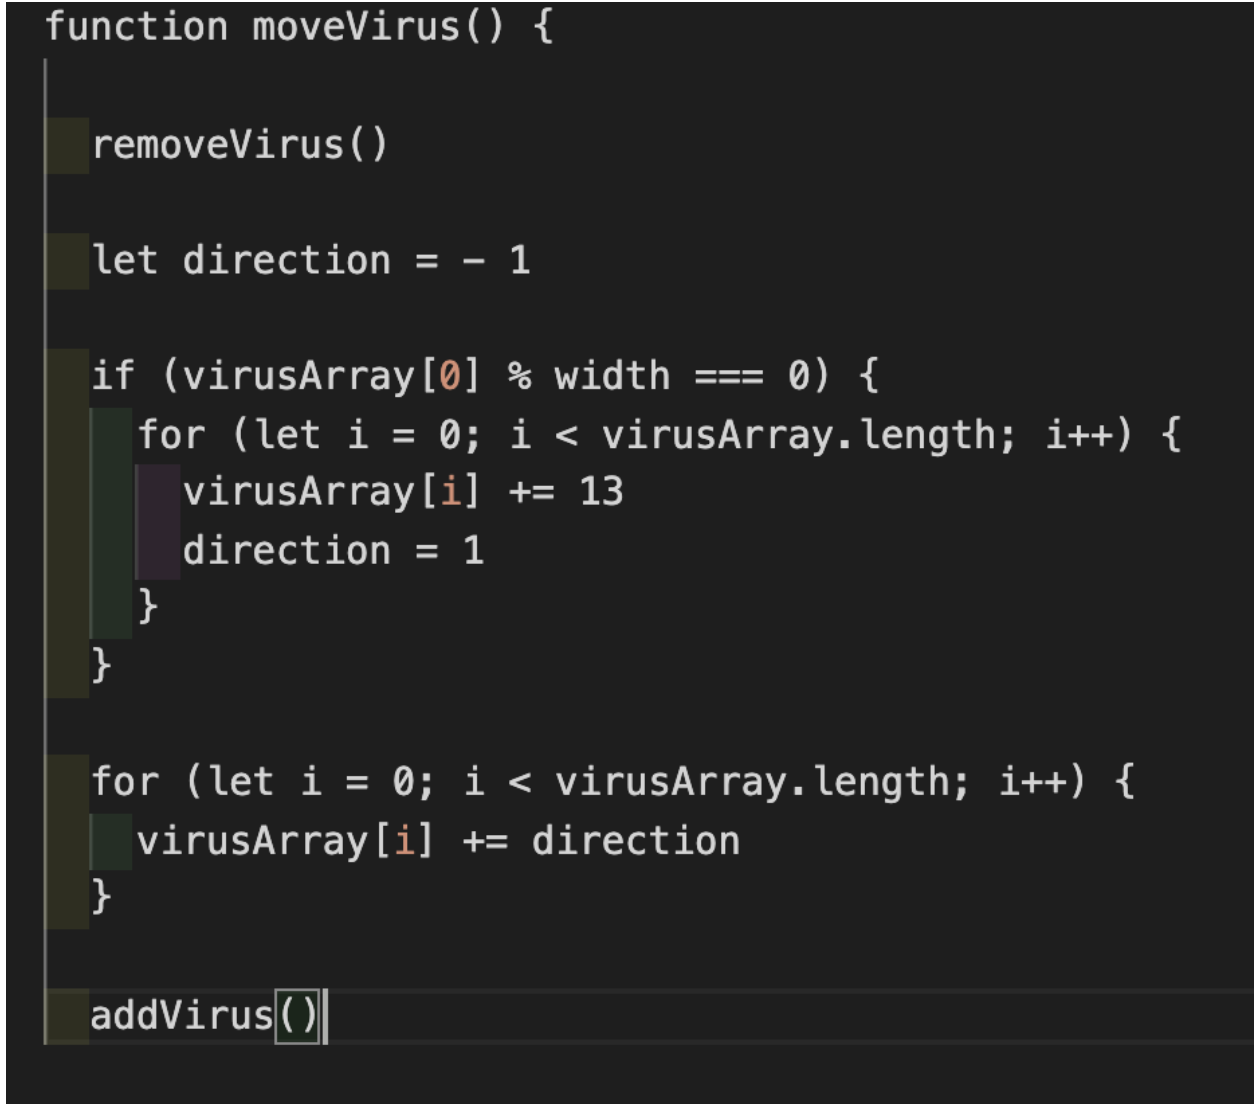 function moveVirus() {
removeVirus()
let direction = - 1
if (virusArray[0] % width === 0) {
for (let i = 0; i < virusArray.length; i++) {
virusArray[i] += 13
direction = 1
}
}
for (let i = 0; i < virusArray.length; i++) {
virusArray[i] += direction
}
addVirus()